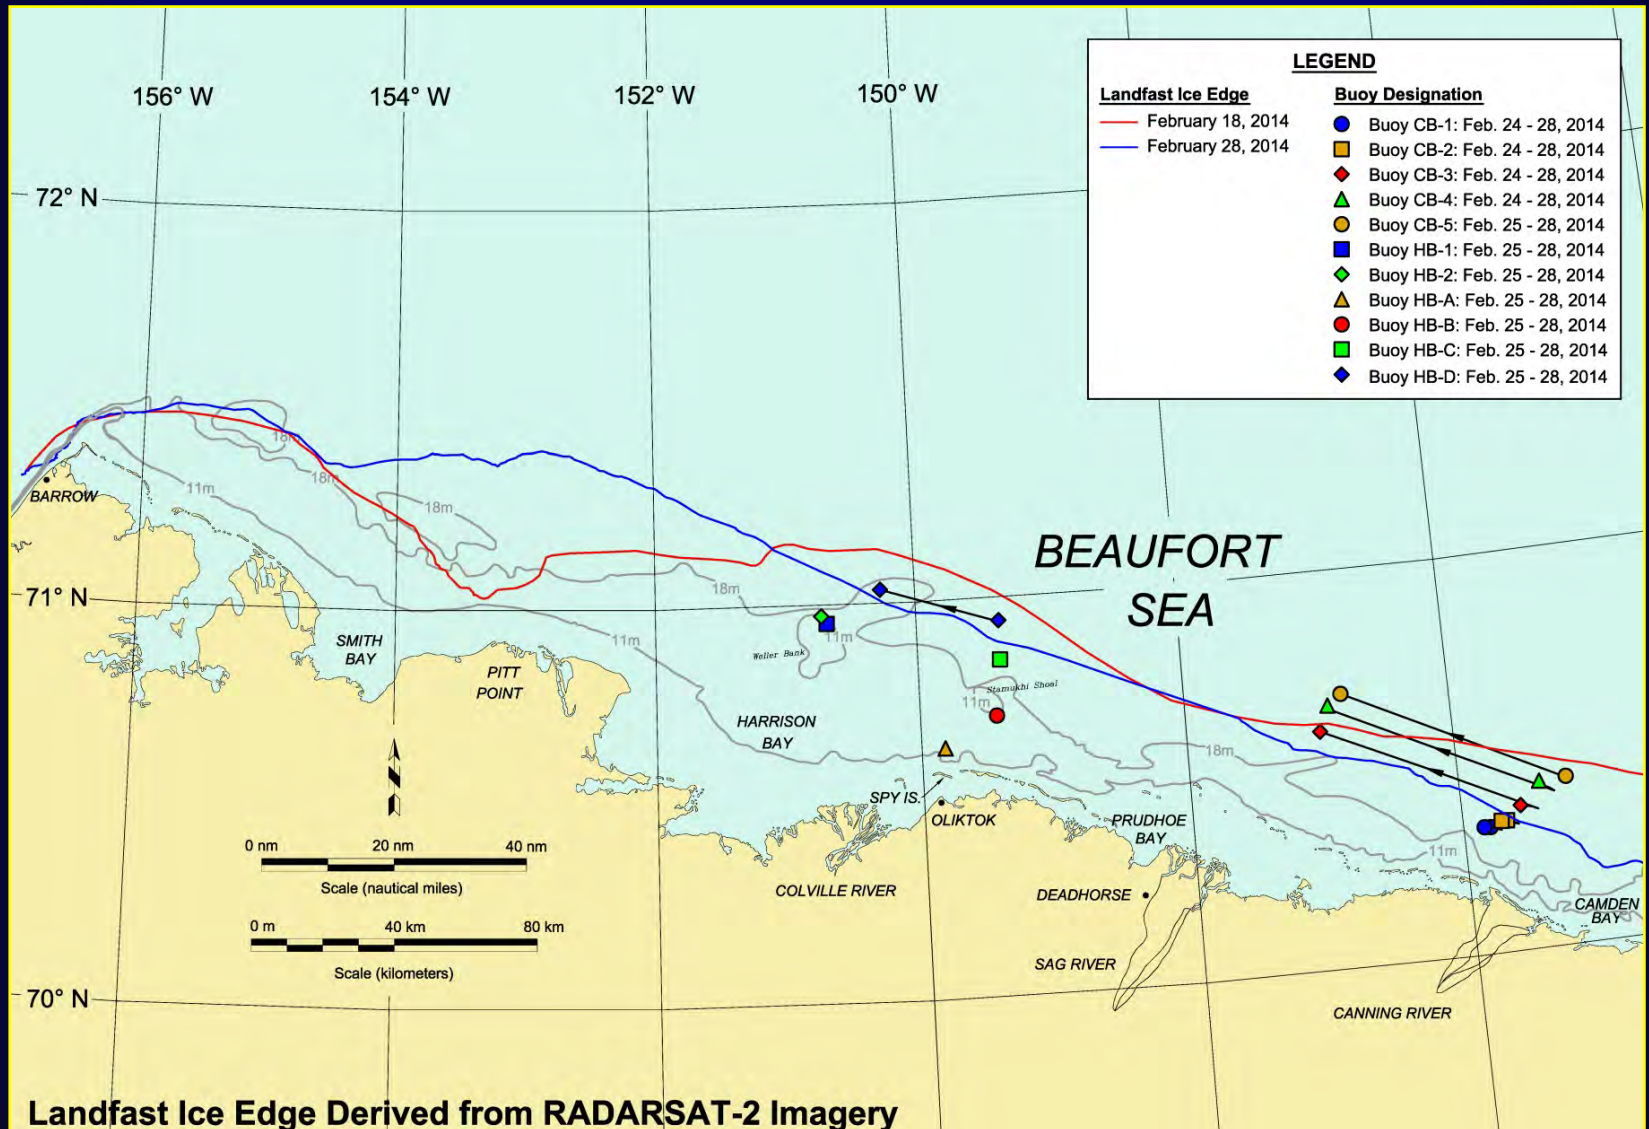 156° W
154° W
152° W
150° W
72° N
71° N
70° N
LEGEND
Landfast Ice Edge
February 18, 2014
February 28, 2014
Buoy Designation
Buoy CB-1: Feb. 24 - 28, 2014
Buoy CB-2: Feb. 24 - 28, 2014
Buoy CB-3: Feb. 24 - 28, 2014
Buoy CB-4: Feb. 24 - 28, 2014
Buoy CB-5: Feb. 25 - 28, 2014
Buoy HB-1: Feb. 25 - 28, 2014
Buoy HB-2: Feb. 25 - 28, 2014
Buoy HB-A: Feb. 25 - 28, 2014
Buoy HB-B: Feb. 25 - 28, 2014
Buoy HB-C: Feb. 25 - 28, 2014
Buoy HB-D: Feb. 25 - 28, 2014
18m
18m
11m
BARROW
18m
BEAUFORT
SEA
18m
11m
11m
SMITH
BAY
Weller Bank
PITT
POINT
Stamukhi Shoal
11m
HARRISON
BAY
18m
SPY IS.
OLIKTOK
PRUDHOE
BAY
11m
0 nm
20 nm
40 nm
Scale (nautical miles)
COLVILLE RIVER
DEADHORSE
CAMDEN
BAY
0 m
40 km
80 km
Scale (kilometers)
SAG RIVER
CANNING RIVER
Landfast Ice Edge Derived from RADARSAT-2 Imagery